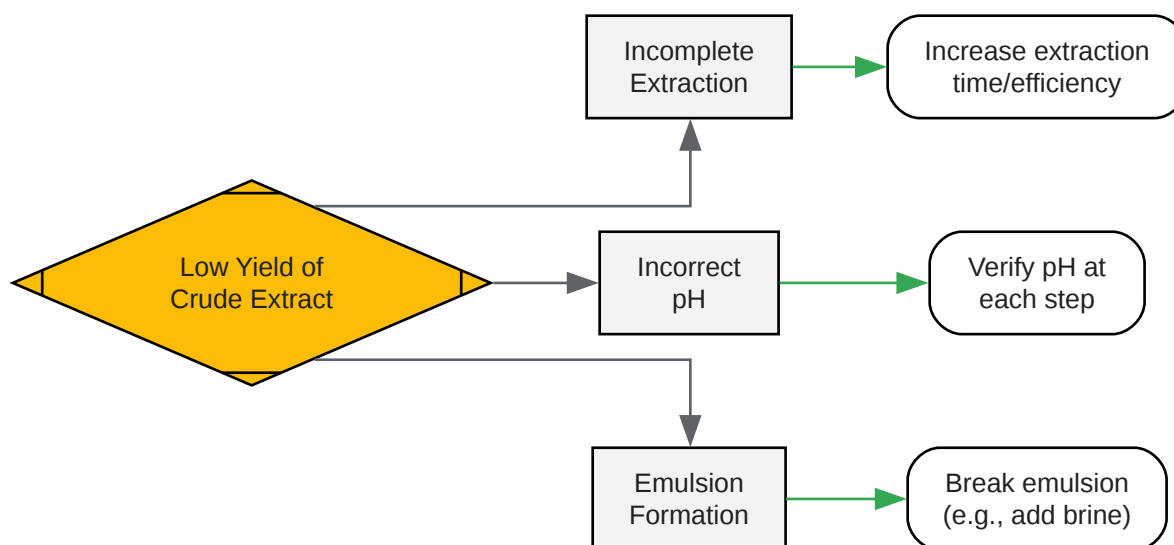 Incomplete
Extraction
Increase extraction
time/efficiency
Low Yield of
Crude Extract
Incorrect
pH
Verify pH at
each step
Emulsion
Formation
Break emulsion
(e.g., add brine)